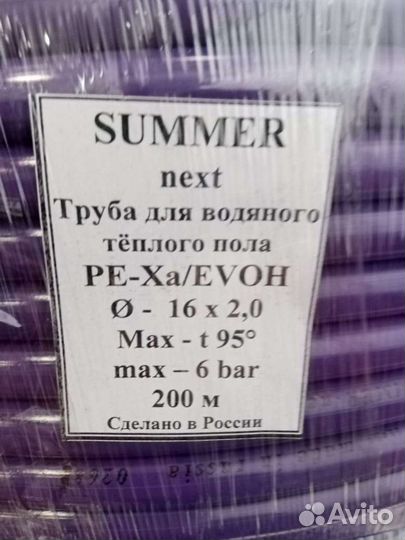 SUMMER
next
Труба для водяного
тёплого пола
PE-Xa/EVOH
Ø - 16 x 2,0
Max - t 95°
max – 6 bar
200 м
Сделано в России
Avito